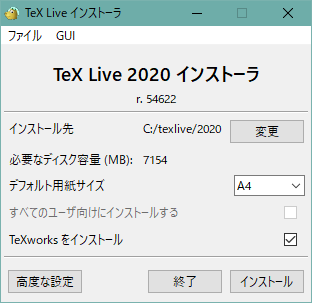 TeX Live インストーラ
ファイル GUI
TeX Live 2020 インストーラ
r. 54622
インストール先 C:/texlive/2020 変更
必要なディスク容量 (MB): 7154
デフォルト用紙サイズ A4
すべてのユーザ向けにインストールする
TeXworks をインストール
高度な設定 終了 インストール